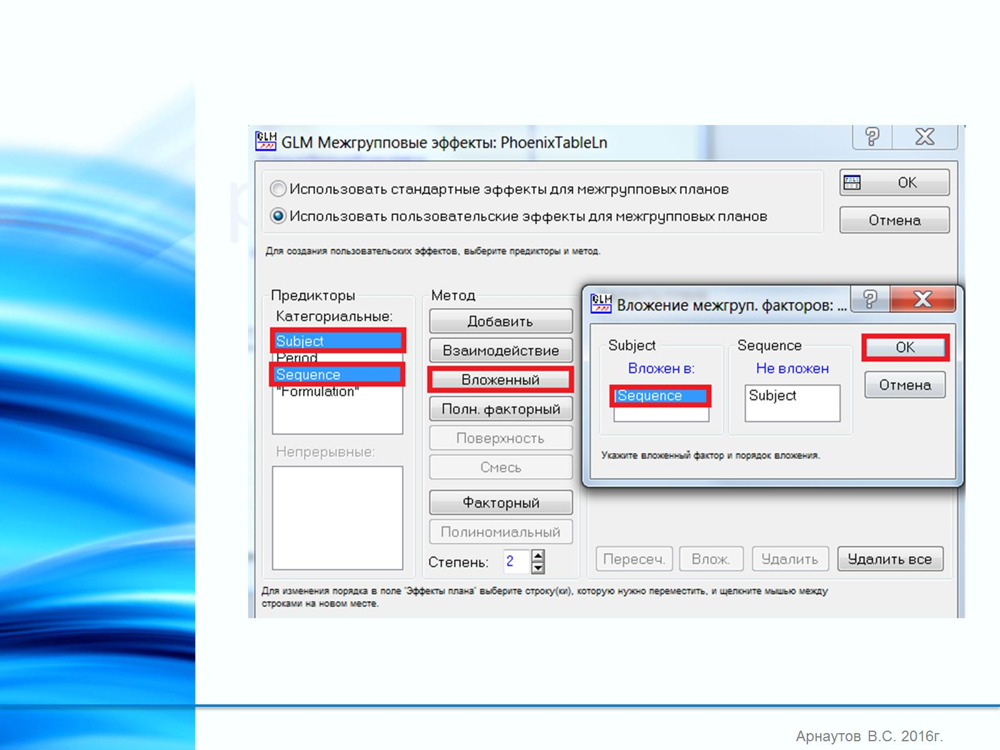 GLM
GLM Межгрупповые эффекты: PhoenixTableLn
Использовать стандартные эффекты для межгрупповых планов
Использовать пользовательские эффекты для межгрупповых планов
OK
Отмена
Для создания пользовательских эффектов, выберите предикторы и метод.
Предикторы
Категориальные:
Subject
Period
Sequence
"Formulation"
Непрерывные:
Метод
Добавить
Взаимодействие
Вложенный
Полн. факторный
Поверхность
Смесь
Факторный
Полиномиальный
Степень: 2
GLM
Вложение межгруп. факторов: ...
Subject
Вложен в:
Sequence
Sequence
Не вложен
Subject
OK
Отмена
Укажите вложенный фактор и порядок вложения.
Пересеч.
Влож.
Удалить
Удалить все
Для изменения порядка в поле 'Эффекты плана' выберите строку(ки), которую нужно переместить, и щелкните мышью между
строками на новом месте.
Арнаутов В.С. 2016г.